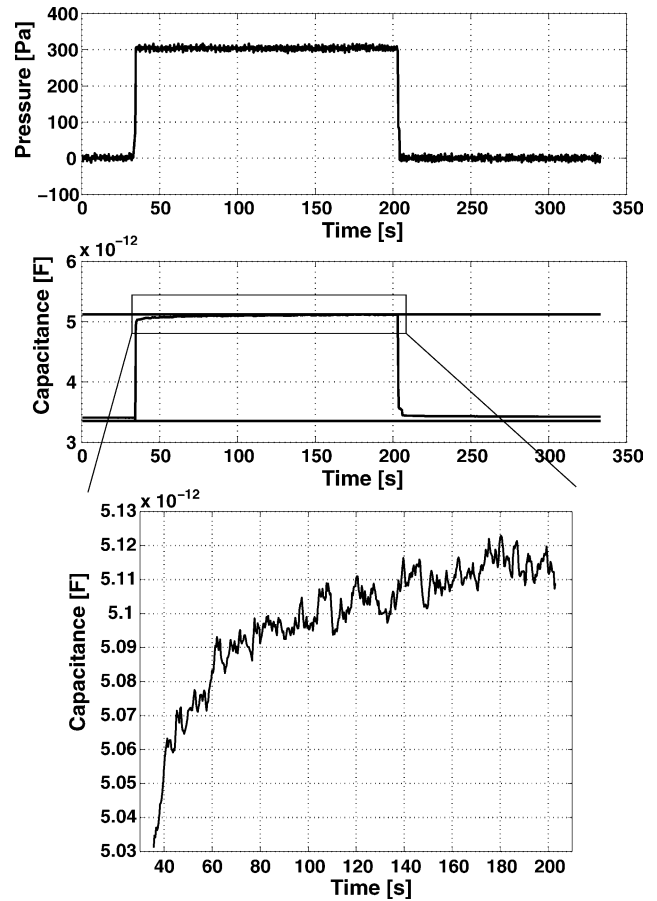 Pressure [Pa]
400
300
200
100
0
−100
0 50 100 150 200 250 300 350
Time [s]
x 10⁻¹²
Capacitance [F]
6
5
4
3
0 50 100 150 200 250 300 350
Time [s]
x 10⁻¹²
Capacitance [F]
5.13
5.12
5.11
5.1
5.09
5.08
5.07
5.06
5.04
5.03
40 60 80 100 120 140 160 180 200
Time [s]